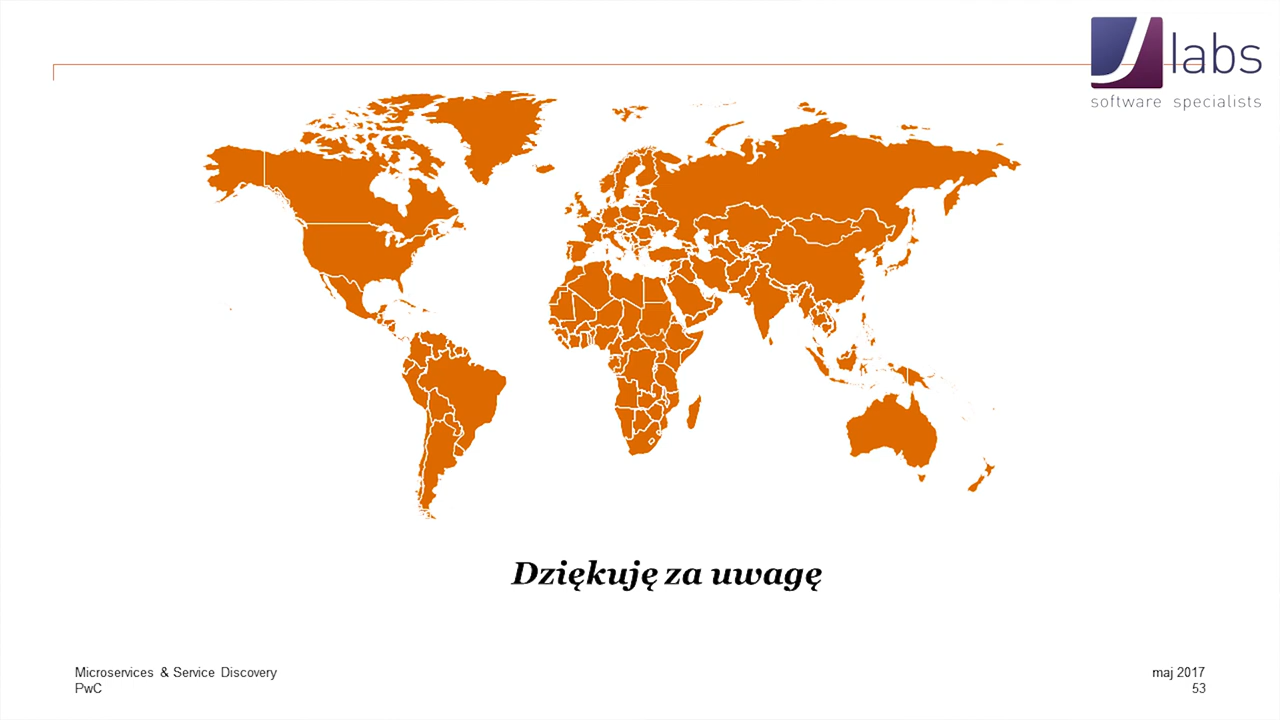 labs
software specialists
Dziękuję za uwagę
Microservices & Service Discovery
PwC
maj 2017
53